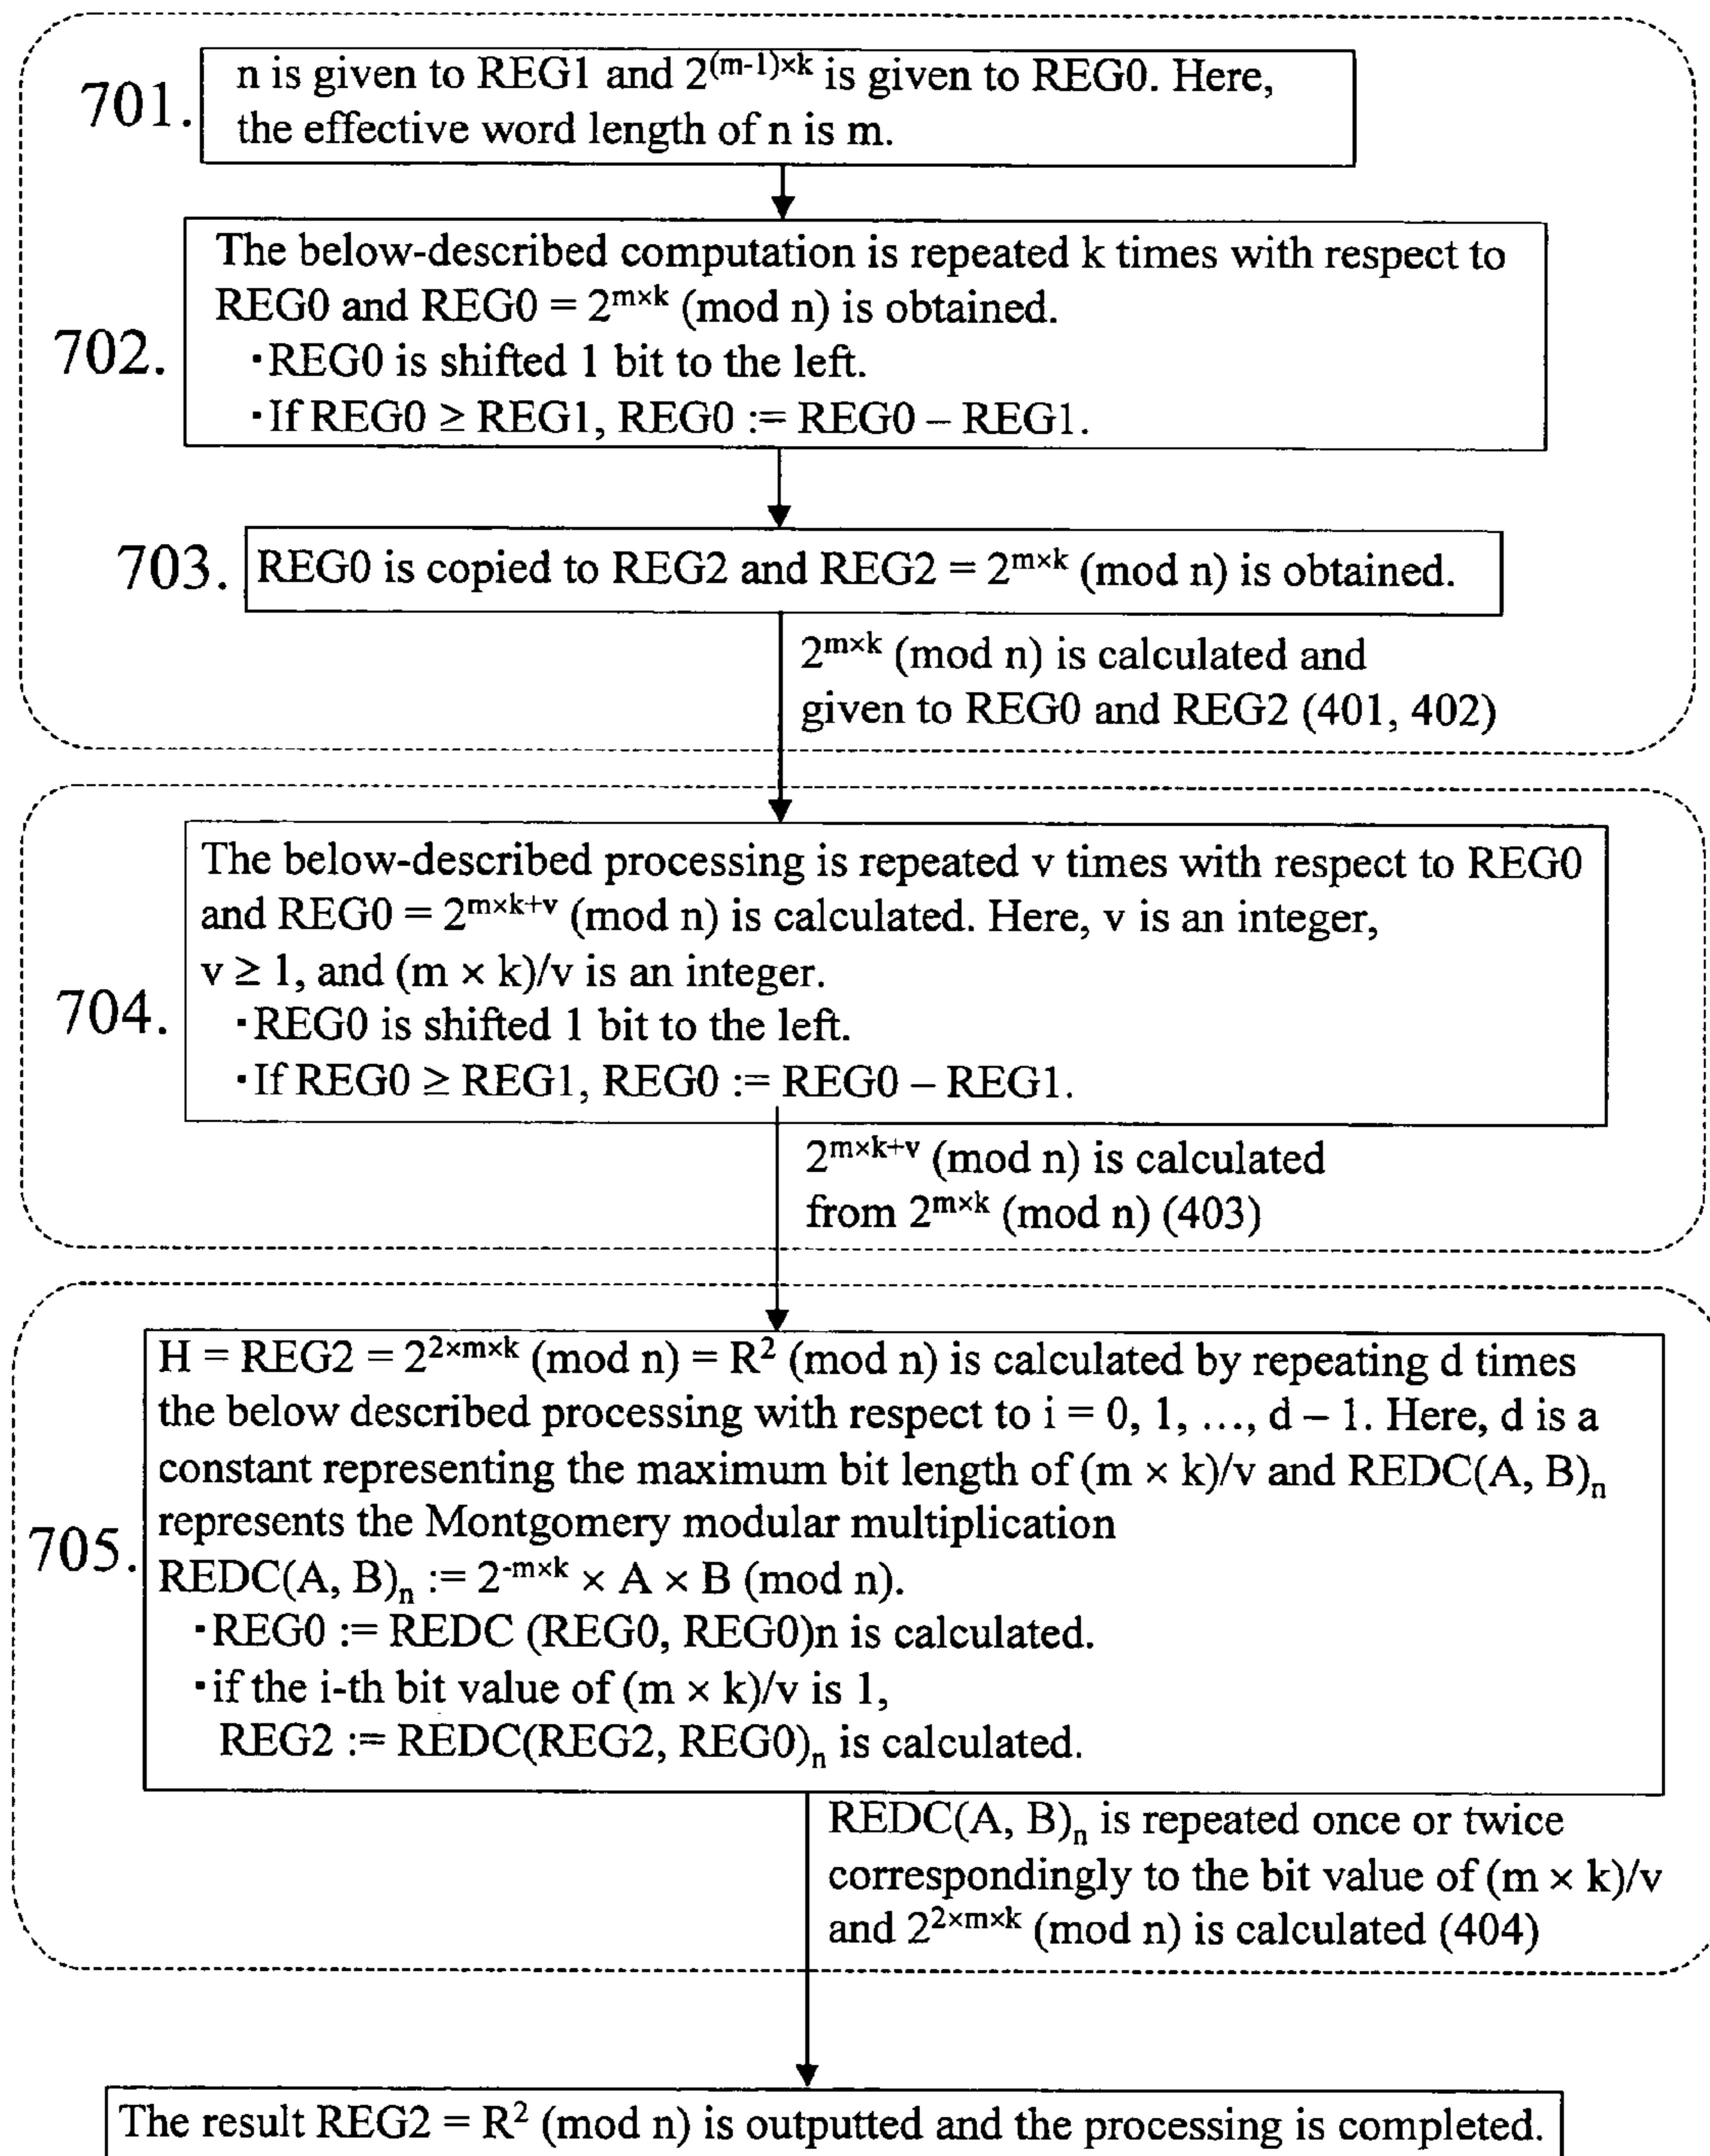 701.
n is given to REG1 and 2^(m-1)×k is given to REG0. Here,
the effective word length of n is m.
702.
The below-described computation is repeated k times with respect to
REG0 and REG0 = 2^m×k (mod n) is obtained.
・REG0 is shifted 1 bit to the left.
・If REG0 ≥ REG1, REG0 := REG0 – REG1.
703.
REG0 is copied to REG2 and REG2 = 2^m×k (mod n) is obtained.
2^m×k (mod n) is calculated and
given to REG0 and REG2 (401, 402)
704.
The below-described processing is repeated v times with respect to REG0
and REG0 = 2^m×k+v (mod n) is calculated. Here, v is an integer,
v ≥ 1, and (m × k)/v is an integer.
・REG0 is shifted 1 bit to the left.
・If REG0 ≥ REG1, REG0 := REG0 – REG1.
2^m×k+v (mod n) is calculated
from 2^m×k (mod n) (403)
705.
H = REG2 = 2^2×m×k (mod n) = R^2 (mod n) is calculated by repeating d times
the below described processing with respect to i = 0, 1, ..., d – 1. Here, d is a
constant representing the maximum bit length of (m × k)/v and REDC(A, B)_n
represents the Montgomery modular multiplication
REDC(A, B)_n := 2^-m×k × A × B (mod n).
・REG0 := REDC (REG0, REG0)n is calculated.
・if the i-th bit value of (m × k)/v is 1,
REG2 := REDC(REG2, REG0)_n is calculated.
REDC(A, B)_n is repeated once or twice
correspondingly to the bit value of (m × k)/v
and 2^2×m×k (mod n) is calculated (404)
The result REG2 = R^2 (mod n) is outputted and the processing is completed.